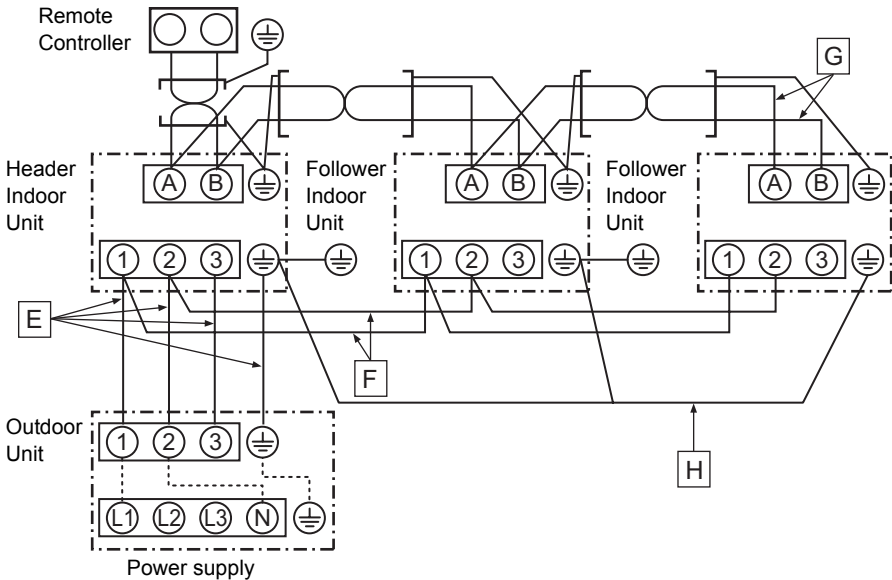 Remote
Controller
G
Header
Indoor
Unit
A B
Follower
Indoor
Unit
A B
Follower
Indoor
Unit
A B
1 2 3
1 2 3
1 2 3
E
F
H
Outdoor
Unit
1 2 3
L1 L2 L3 N
Power supply